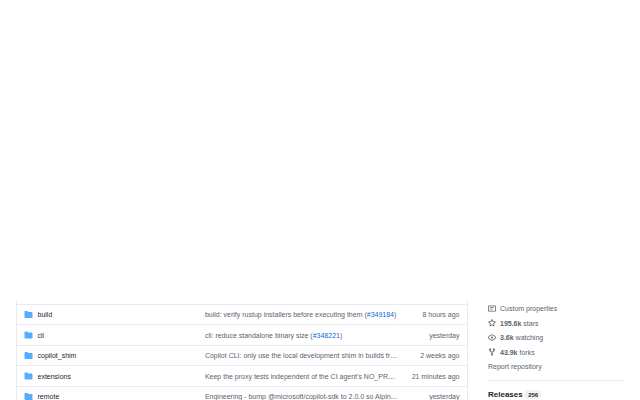 build build: verify rustup installers before executing them (#349184) 8 hours ago
cli cli: reduce standalone binary size (#348221) yesterday
copilot_shim Copilot CLI: only use the local development shim in builds fr... 2 weeks ago
extensions Keep the proxy tests independent of the CI agent's NO_PR... 21 minutes ago
remote Engineering - bump @microsoft/copilot-sdk to 2.0.0 so Alpin... yesterday
Custom properties
195.6k stars
3.6k watching
43.9k forks
Report repository
Releases 256